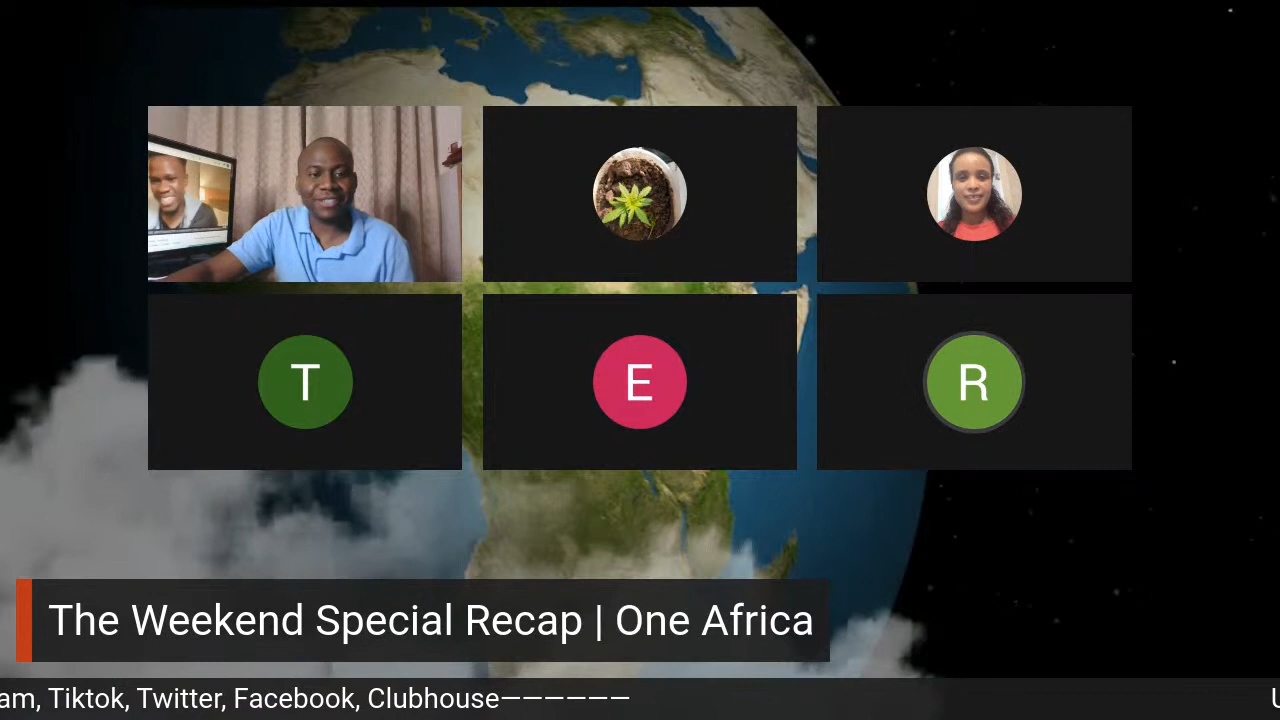 T
E
R
The Weekend Special Recap | One Africa
am, Tiktok, Twitter, Facebook, Clubhouse——————